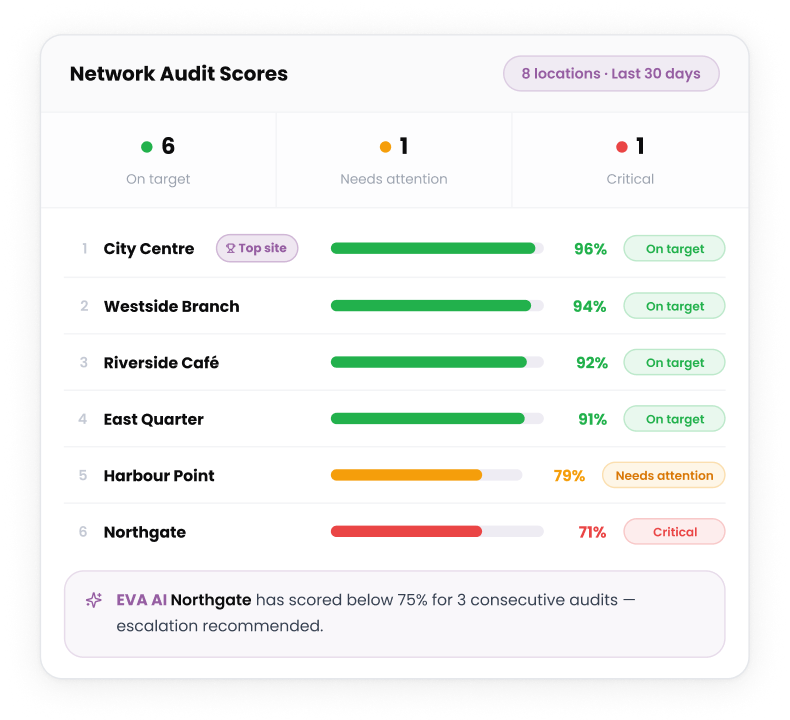 Network Audit Scores
8 locations · Last 30 days
6
On target
1
Needs attention
1
Critical
1 City Centre Top site 96% On target
2 Westside Branch 94% On target
3 Riverside Café 92% On target
4 East Quarter 91% On target
5 Harbour Point 79% Needs attention
6 Northgate 71% Critical
EVA AI Northgate has scored below 75% for 3 consecutive audits —
escalation recommended.